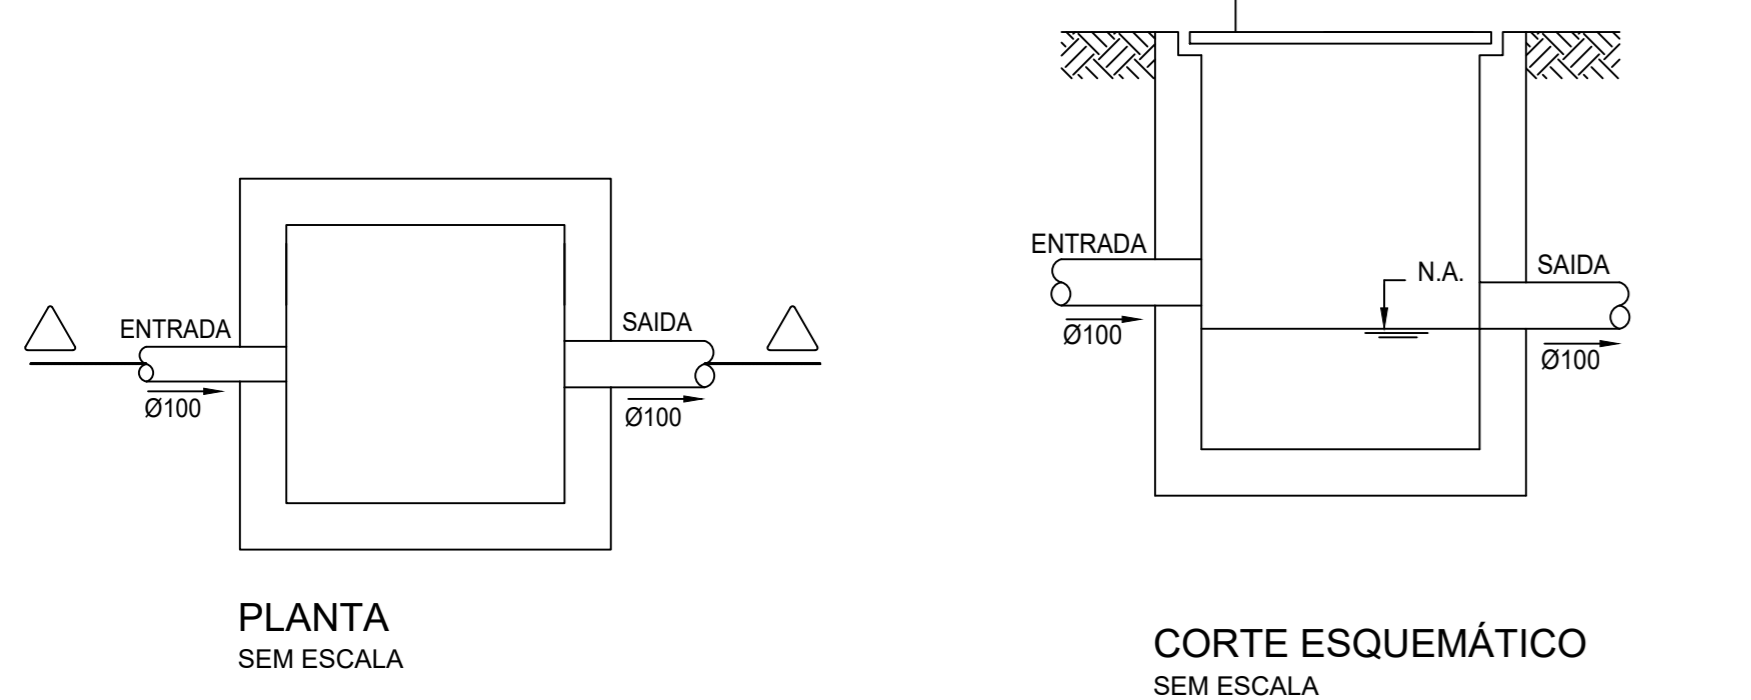 ENTRADA
Ø100
SAIDA
Ø100
PLANTA
SEM ESCALA
ENTRADA
Ø100
N.A.
SAIDA
Ø100
CORTE ESQUEMÁTICO
SEM ESCALA